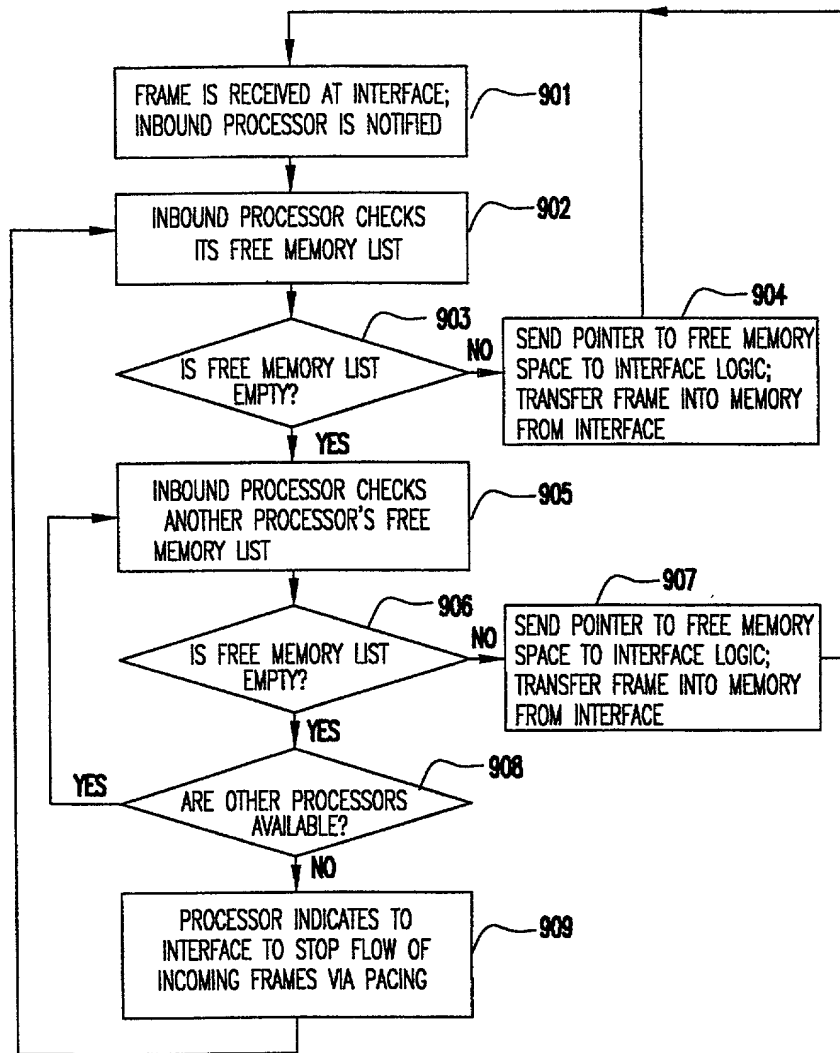 FRAME IS RECEIVED AT INTERFACE;
INBOUND PROCESSOR IS NOTIFIED
901
INBOUND PROCESSOR CHECKS
ITS FREE MEMORY LIST
902
903
IS FREE MEMORY LIST
EMPTY?
NO
904
SEND POINTER TO FREE MEMORY
SPACE TO INTERFACE LOGIC;
TRANSFER FRAME INTO MEMORY
FROM INTERFACE
YES
INBOUND PROCESSOR CHECKS
ANOTHER PROCESSOR'S FREE
MEMORY LIST
905
906
IS FREE MEMORY LIST
EMPTY?
NO
907
SEND POINTER TO FREE MEMORY
SPACE TO INTERFACE LOGIC;
TRANSFER FRAME INTO MEMORY
FROM INTERFACE
YES
YES
908
ARE OTHER PROCESSORS
AVAILABLE?
NO
PROCESSOR INDICATES TO
INTERFACE TO STOP FLOW OF
INCOMING FRAMES VIA PACING
909